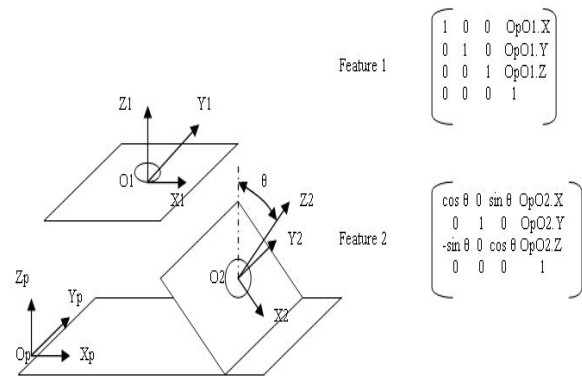 Feature 1
1 0 0 OpO1.X
0 1 0 OpO1.Y
0 0 1 OpO1.Z
0 0 0 1
Z1
Y1
O1
X1
θ
Z2
Y2
O2
X2
Feature 2
cos θ 0 sin θ OpO2.X
0 1 0 OpO2.Y
-sin θ 0 cos θ OpO2.Z
0 0 0 1
Zp
Yp
Op
Xp